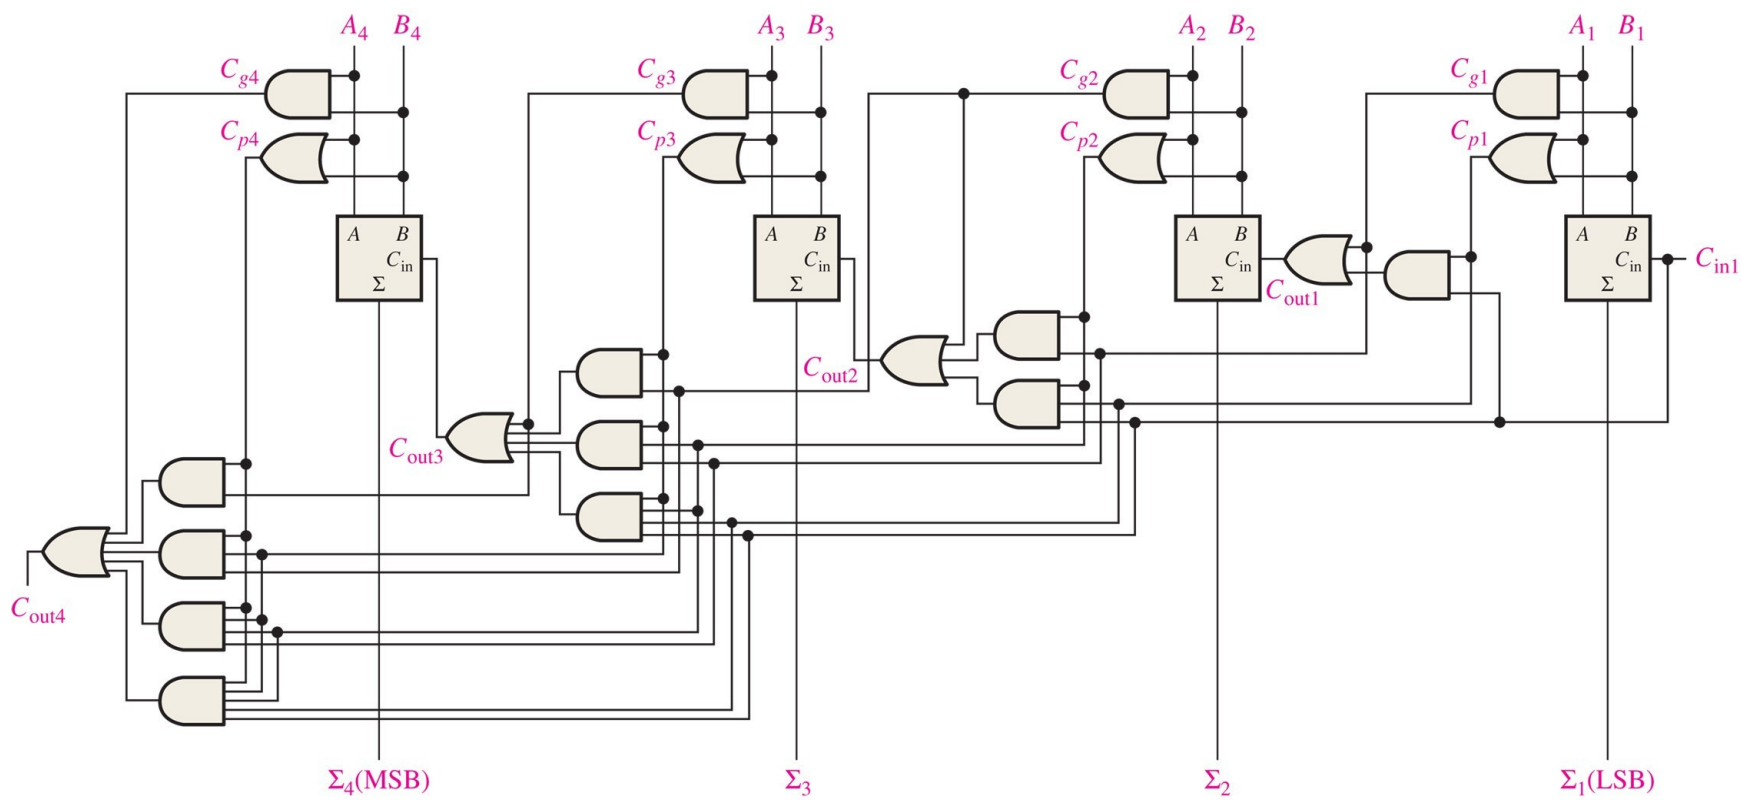 A4 B4 A3 B3 A2 B2 A1 B1
Cg4 Cg3 Cg2 Cg1
Cp4 Cp3 Cp2 Cp1
A B A B A B A B
Cin Cin Cin Cin Cin1
Σ Σ Σ Σ
Cout1
Cout2
Cout3
Cout4
Σ4(MSB) Σ3 Σ2 Σ1(LSB)